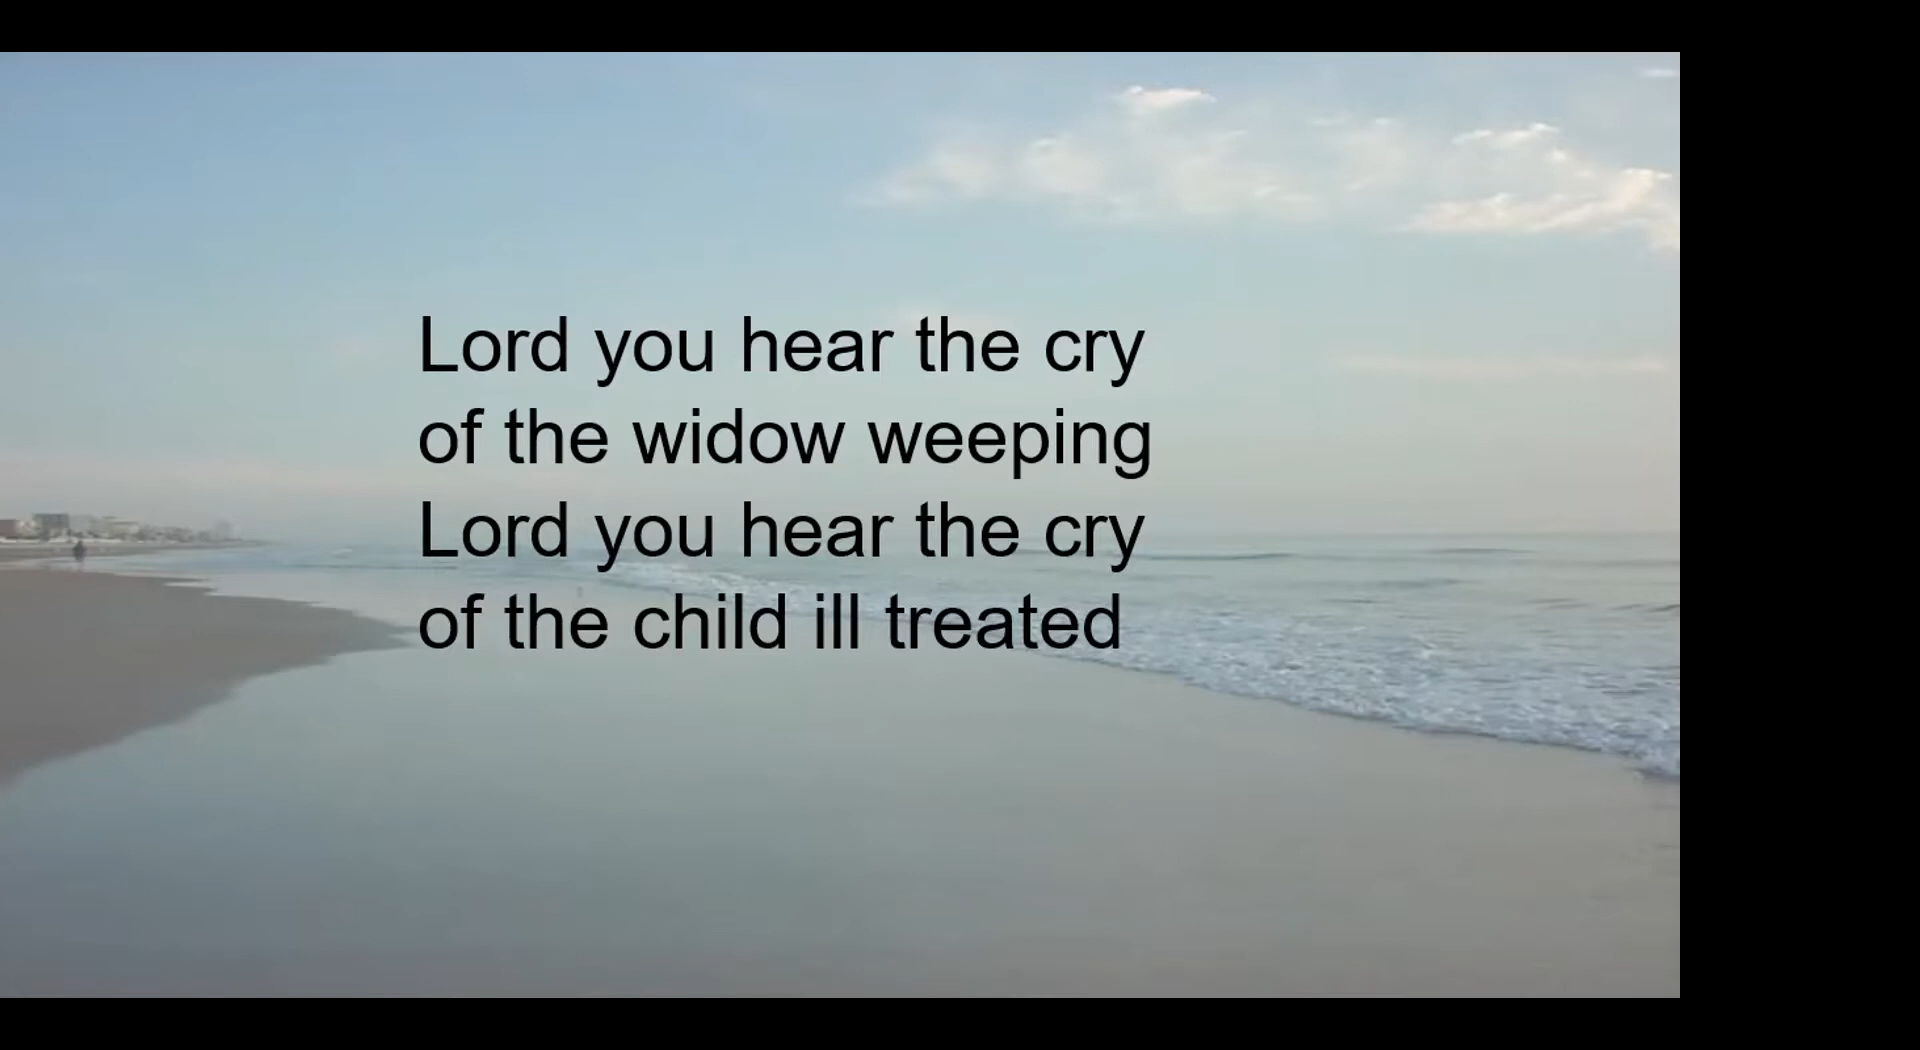 Lord you hear the cry
of the widow weeping
Lord you hear the cry
of the child ill treated